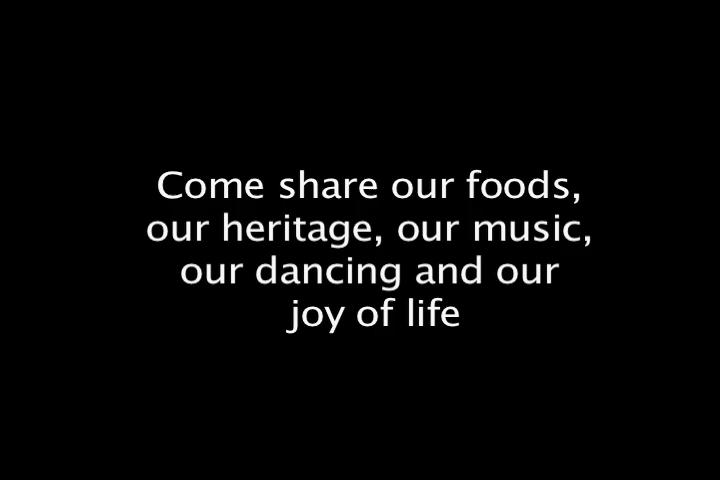 Come share our foods,
our heritage, our music,
our dancing and our
joy of life